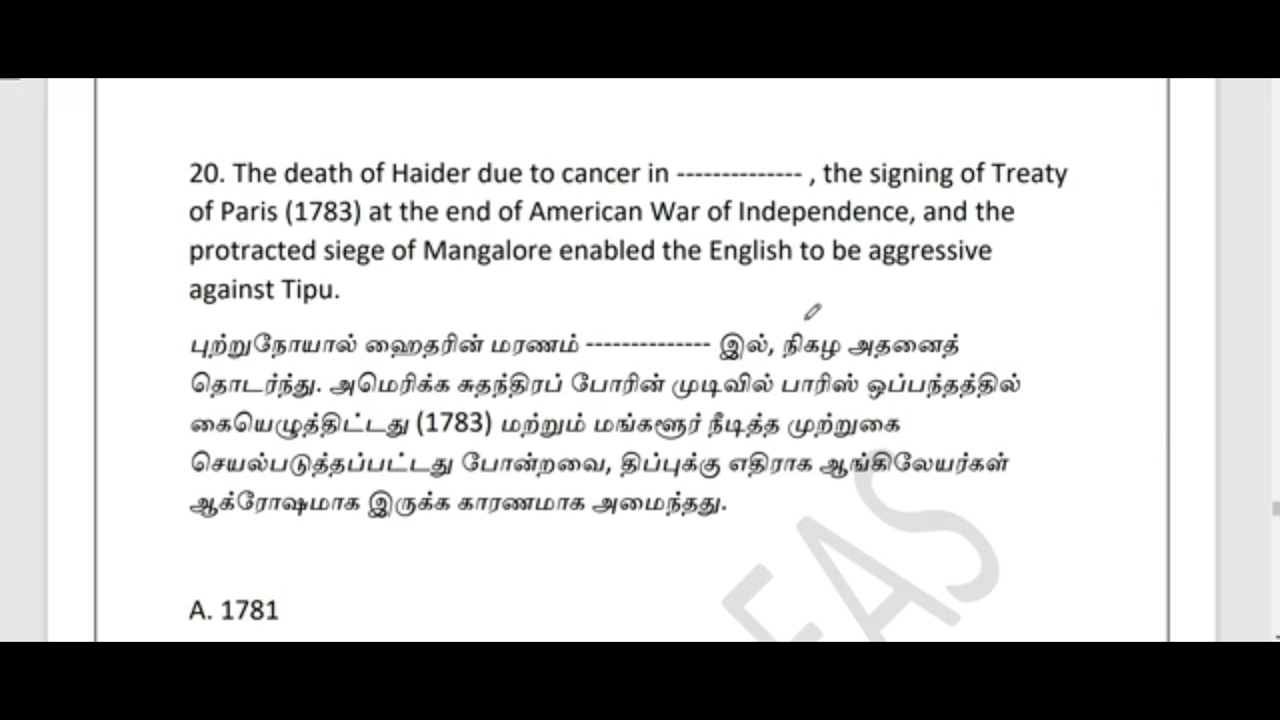 20. The death of Haider due to cancer in -------------- , the signing of Treaty
of Paris (1783) at the end of American War of Independence, and the
protracted siege of Mangalore enabled the English to be aggressive
against Tipu.
புற்றுநோயால் ஹைதரின் மரணம் -------------- இல், நிகழ அதனைத்
தொடர்ந்து. அமெரிக்க சுதந்திரப் போரின் முடிவில் பாரிஸ் ஒப்பந்தத்தில்
கையெழுத்திட்டது (1783) மற்றும் மங்களூர் நீடித்த முற்றுகை
செயல்படுத்தப்பட்டது போன்றவை, திப்புக்கு எதிராக ஆங்கிலேயர்கள்
ஆக்ரோஷமாக இருக்க காரணமாக அமைந்தது.
A. 1781